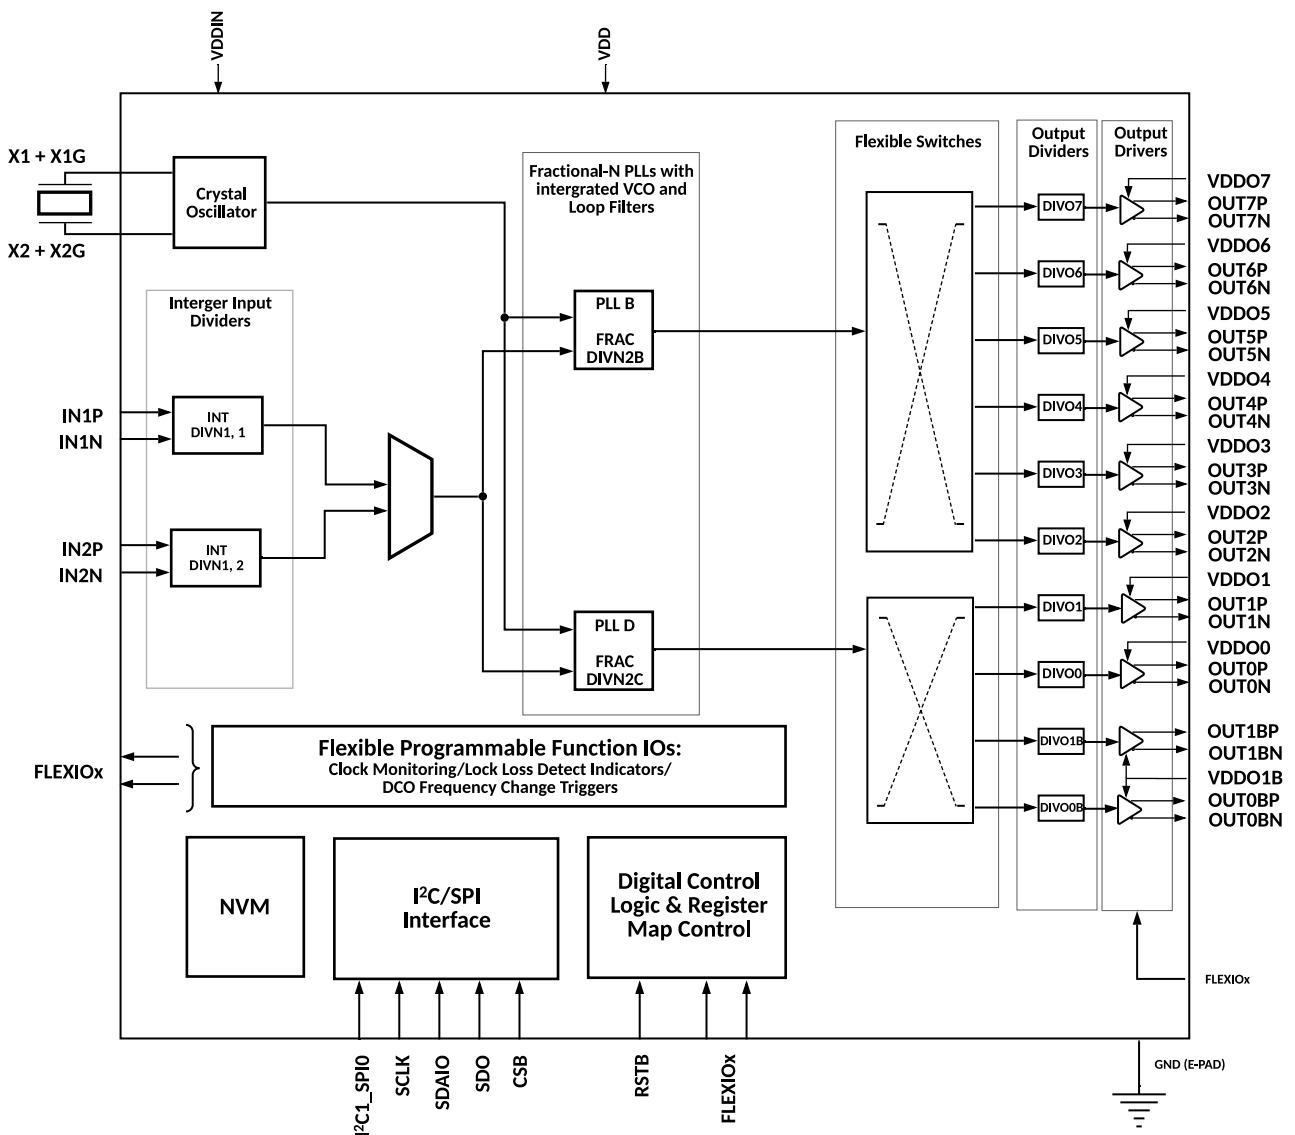 VDDIN
VDD
X1 + X1G
X2 + X2G
Crystal
Oscillator
Fractional-N PLLs with
intergrated VCO and
Loop Filters
Flexible Switches
Output
Dividers
Output
Drivers
Interger Input
Dividers
IN1P
IN1N
INT
DIVN1, 1
IN2P
IN2N
INT
DIVN1, 2
PLL B
FRAC
DIVN2B
PLL D
FRAC
DIVN2C
DIVO7
DIVO6
DIVO5
DIVO4
DIVO3
DIVO2
DIVO1
DIVO0
DIVO1B
DIVO0B
VDDO7
OUT7P
OUT7N
VDDO6
OUT6P
OUT6N
VDDO5
OUT5P
OUT5N
VDDO4
OUT4P
OUT4N
VDDO3
OUT3P
OUT3N
VDDO2
OUT2P
OUT2N
VDDO1
OUT1P
OUT1N
VDDO0
OUT0P
OUT0N
OUT1BP
OUT1BN
VDDO1B
OUT0BP
OUT0BN
FLEXIOx
Flexible Programmable Function IOs:
Clock Monitoring/Lock Loss Detect Indicators/
DCO Frequency Change Triggers
NVM
I²C/SPI
Interface
Digital Control
Logic & Register
Map Control
FLEXIOx
I²C1_SPI0
SCLK
SDAIO
SDO
CSB
RSTB
FLEXIOx
GND (E-PAD)